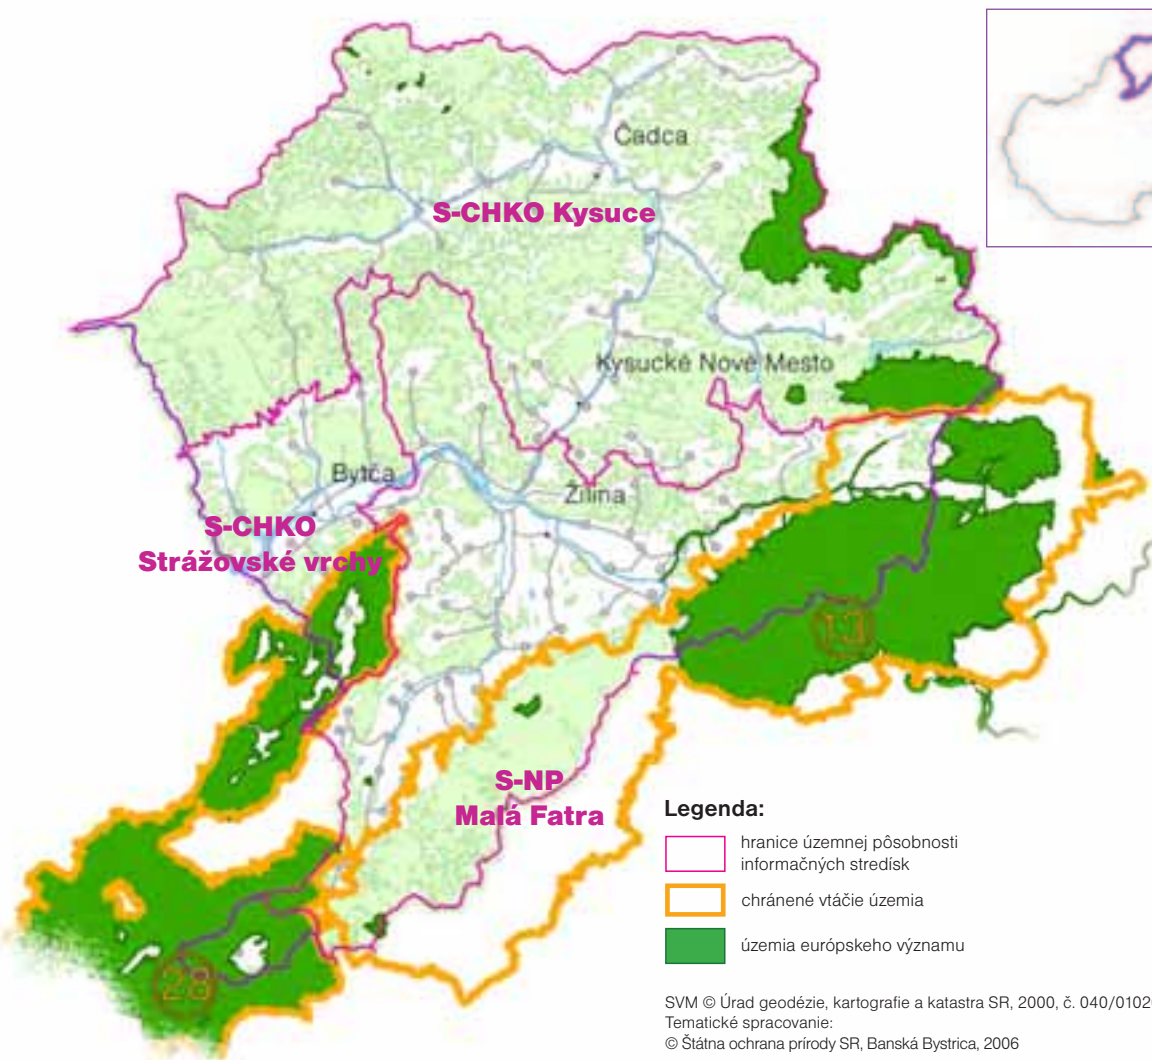 Čadca
S-CHKO Kysuce
Kysucké Nové Mesto
Bytča
Žilina
S-CHKO
Strážovské vrchy
13
S-NP
Malá Fatra
28
Legenda:
hranice územnej pôsobnosti
informačných stredísk
chránené vtáčie územia
územia európskeho významu
SVM © Úrad geodézie, kartografie a katastra SR, 2000, č. 040/0102
Tematické spracovanie:
© Štátna ochrana prírody SR, Banská Bystrica, 2006